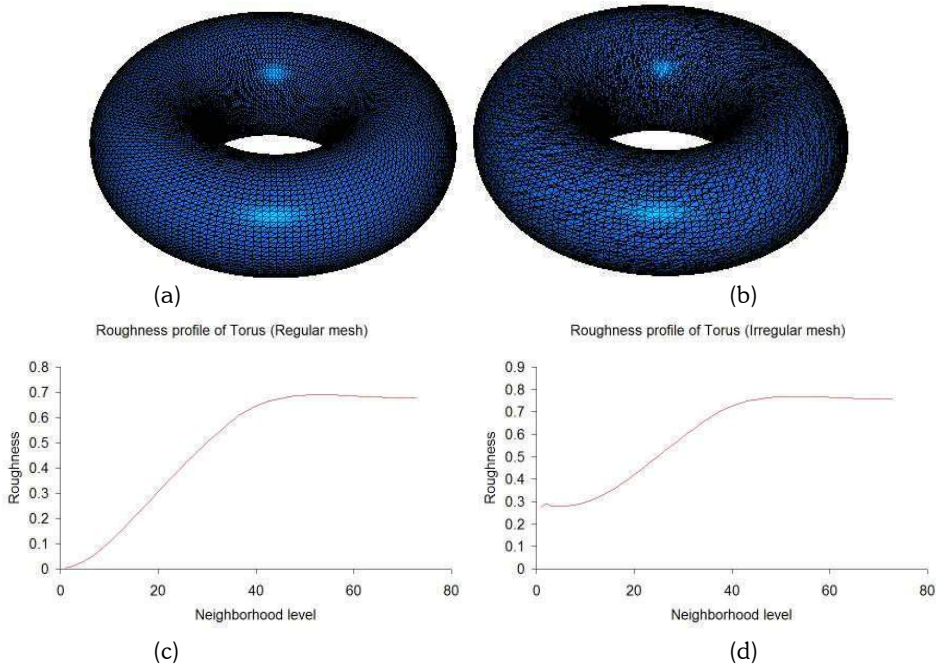 (a)
(b)
Roughness profile of Torus (Regular mesh)
0.8
0.7
0.6
0.5
0.4
0.3
0.2
0.1
0
Roughness
0
20
40
60
80
Neighborhood level
(c)
Roughness profile of Torus (Irregular mesh)
0.9
0.8
0.7
0.6
0.5
0.4
0.3
0.2
0.1
0
Roughness
0
20
40
60
80
Neighborhood level
(d)